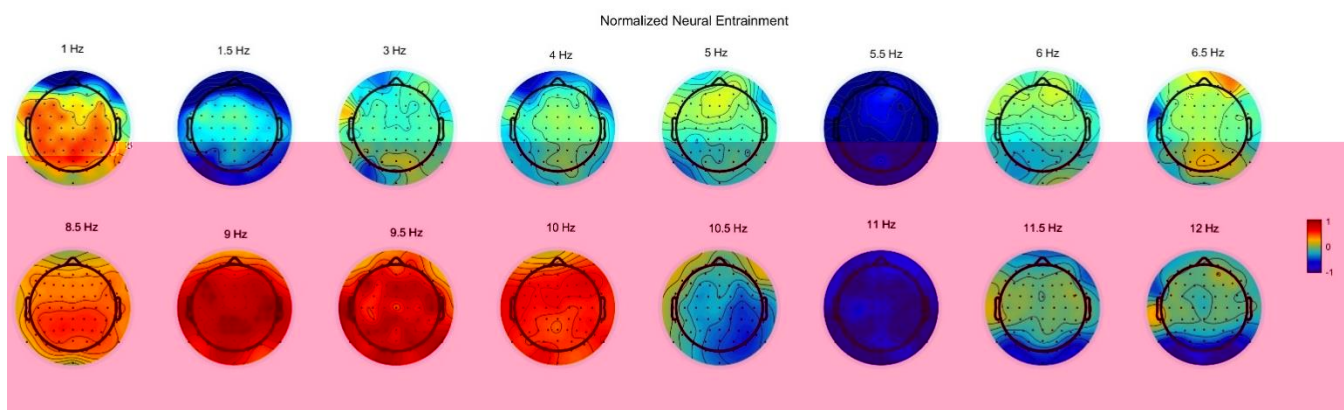 Normalized Neural Entrainment
1 Hz 1.5 Hz 3 Hz 4 Hz 5 Hz 5.5 Hz 6 Hz 6.5 Hz
8.5 Hz 9 Hz 9.5 Hz 10 Hz 10.5 Hz 11 Hz 11.5 Hz 12 Hz
1
0
-1